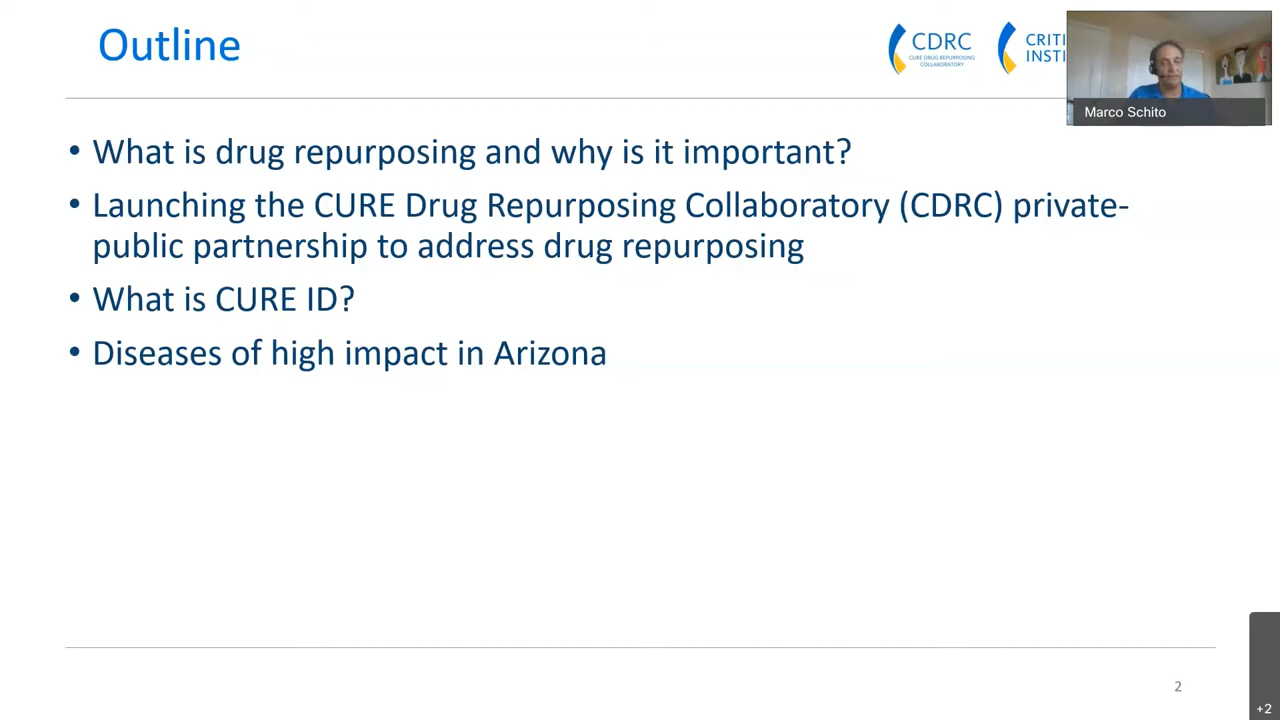 Outline
CDRC
CURE DRUG REPURPOSING
COLLABORATORY
CRITI
INSTI
Marco Schito
• What is drug repurposing and why is it important?
• Launching the CURE Drug Repurposing Collaboratory (CDRC) private-
public partnership to address drug repurposing
• What is CURE ID?
• Diseases of high impact in Arizona
2
+2